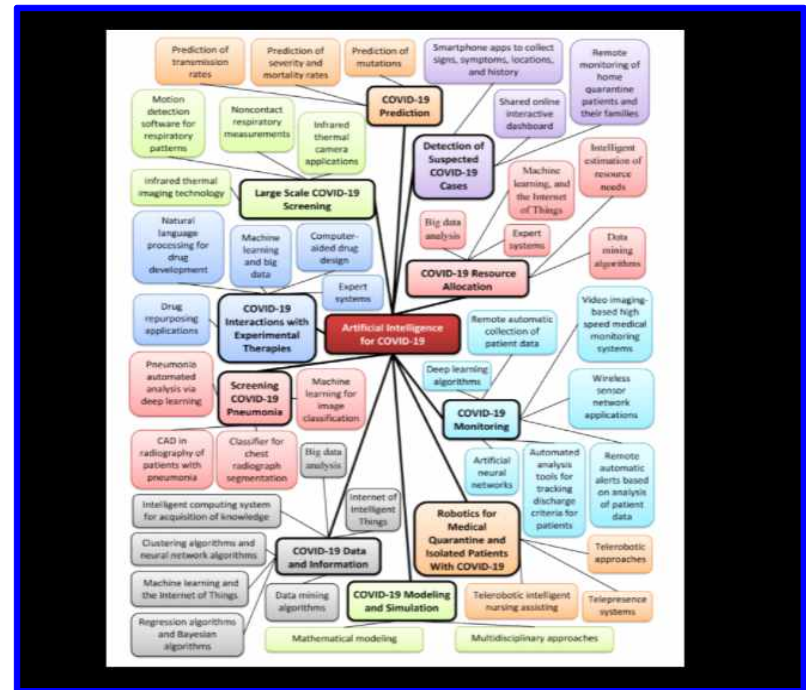 Prediction of
transmission
rates
Prediction of
severity and
mortality rates
Prediction of
mutations
Smartphone apps to collect
signs, symptoms, locations,
and history
Remote
monitoring of
home
quarantine
patients and
their families
COVID-19
Prediction
Motion
detection
software for
respiratory
patterns
Noncontact
respiratory
measurements
Infrared
thermal
camera
applications
Shared online
interactive
dashboard
Detection of
Suspected
COVID-19
Cases
Infrared thermal
imaging technology
Large Scale COVID-19
Screening
Machine
learning, and
the Internet
of Things
Intelligent
estimation of
resource
needs
Big data
analysis
Expert
systems
Data
mining
algorithms
COVID-19 Resource
Allocation
Natural
language
processing for
drug
development
Machine
learning
and big
data
Computer-
aided drug
design
Expert
systems
Drug
repurposing
applications
COVID-19
Interactions with
Experimental
Therapies
Artificial Intelligence
for COVID-19
Remote automatic
collection of
patient data
Video imaging-
based high
speed medical
monitoring
systems
Deep learning
algorithms
Wireless
sensor
network
applications
COVID-19
Monitoring
Artificial
neural
networks
Automated
analysis
tools for
tracking
discharge
criteria for
patients
Remote
automatic
alerts based on
analysis
of patient
data
Pneumonia
automated
analysis via
deep learning
Screening
COVID-19
Pneumonia
Machine
learning for
image
classification
CAD in
radiography of
patients with
pneumonia
Classifier for
chest
radiograph
segmentation
Big data
analysis
Intelligent computing system
for acquisition of knowledge
Internet of
Intelligent
Things
Clustering algorithms and
neural network algorithms
COVID-19 Data
and Information
Machine learning and
the Internet of Things
Data mining
algorithms
Regression algorithms
and Bayesian
algorithms
Robotics for
Medical
Quarantine and
Isolated Patients
With COVID-19
Telerobotic
approaches
Telerobotic intelligent
nursing assisting
Telepresence
systems
COVID-19 Modeling
and Simulation
Mathematical modeling
Multidisciplinary approaches